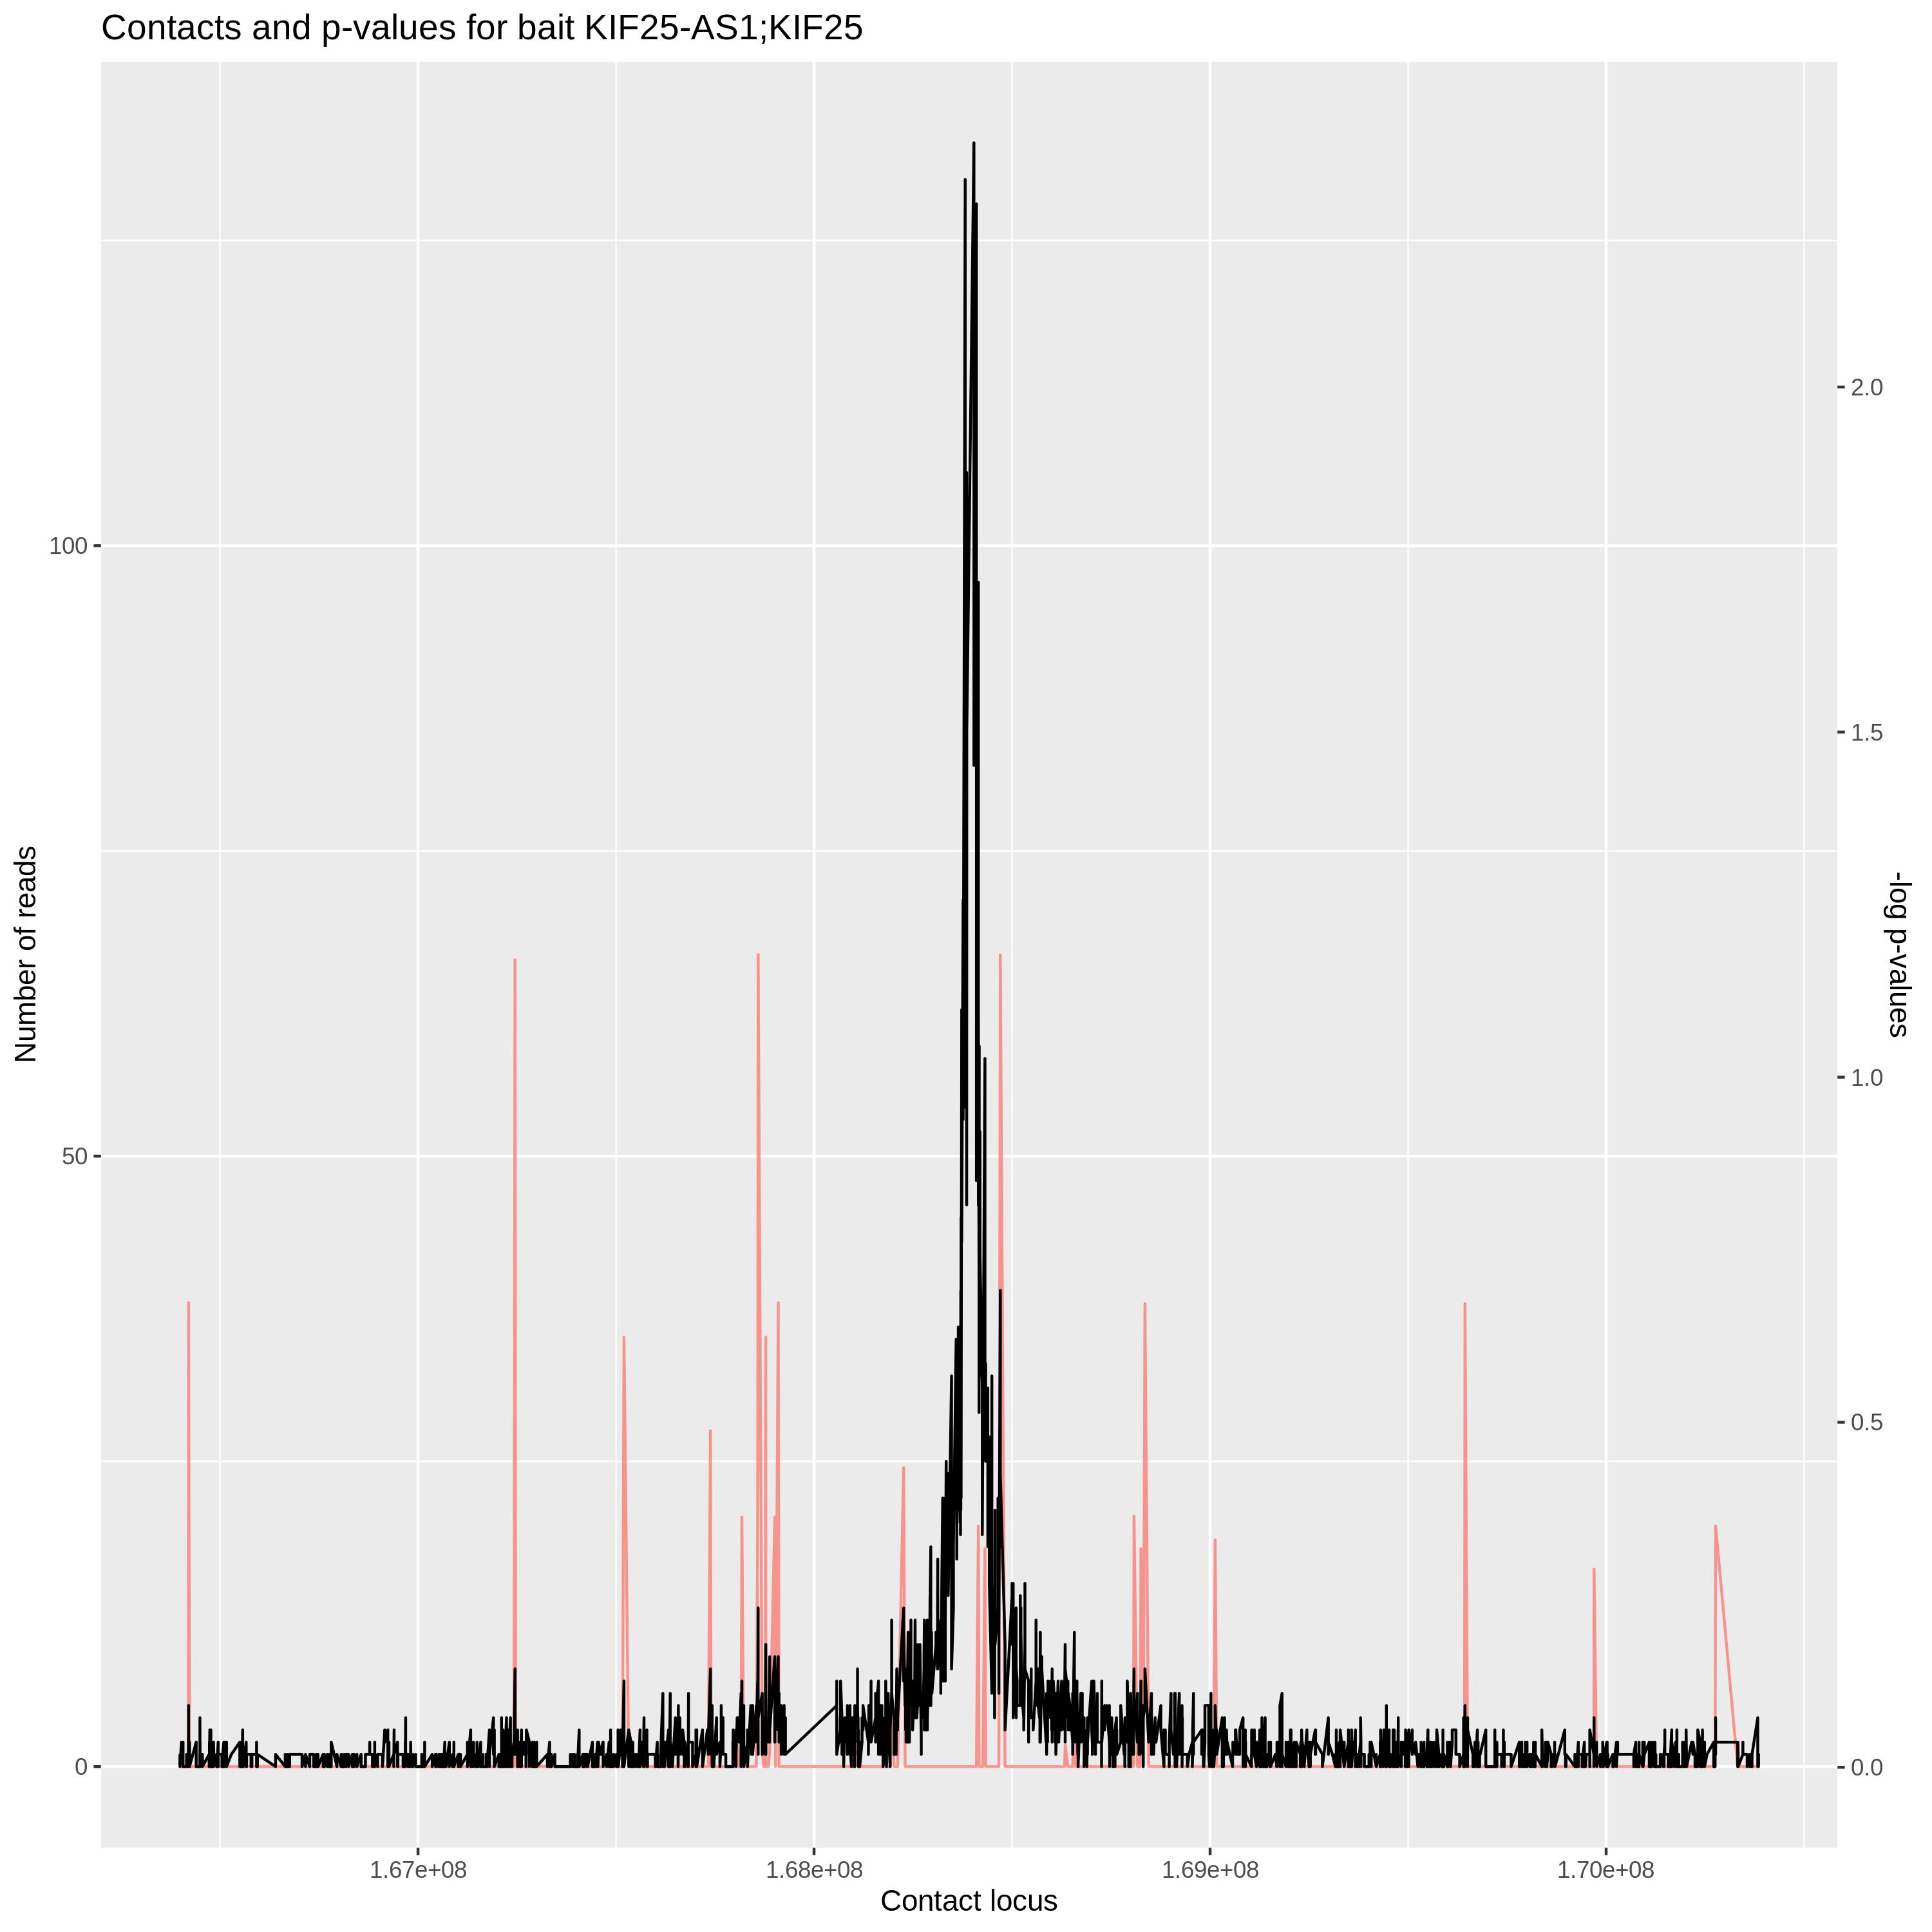 Contacts and p-values for bait KIF25-AS1;KIF25
Number of reads
100
50
0
2.0
1.5
1.0
0.5
0.0
-log p-values
1.67e+08
1.68e+08
1.69e+08
1.70e+08
Contact locus